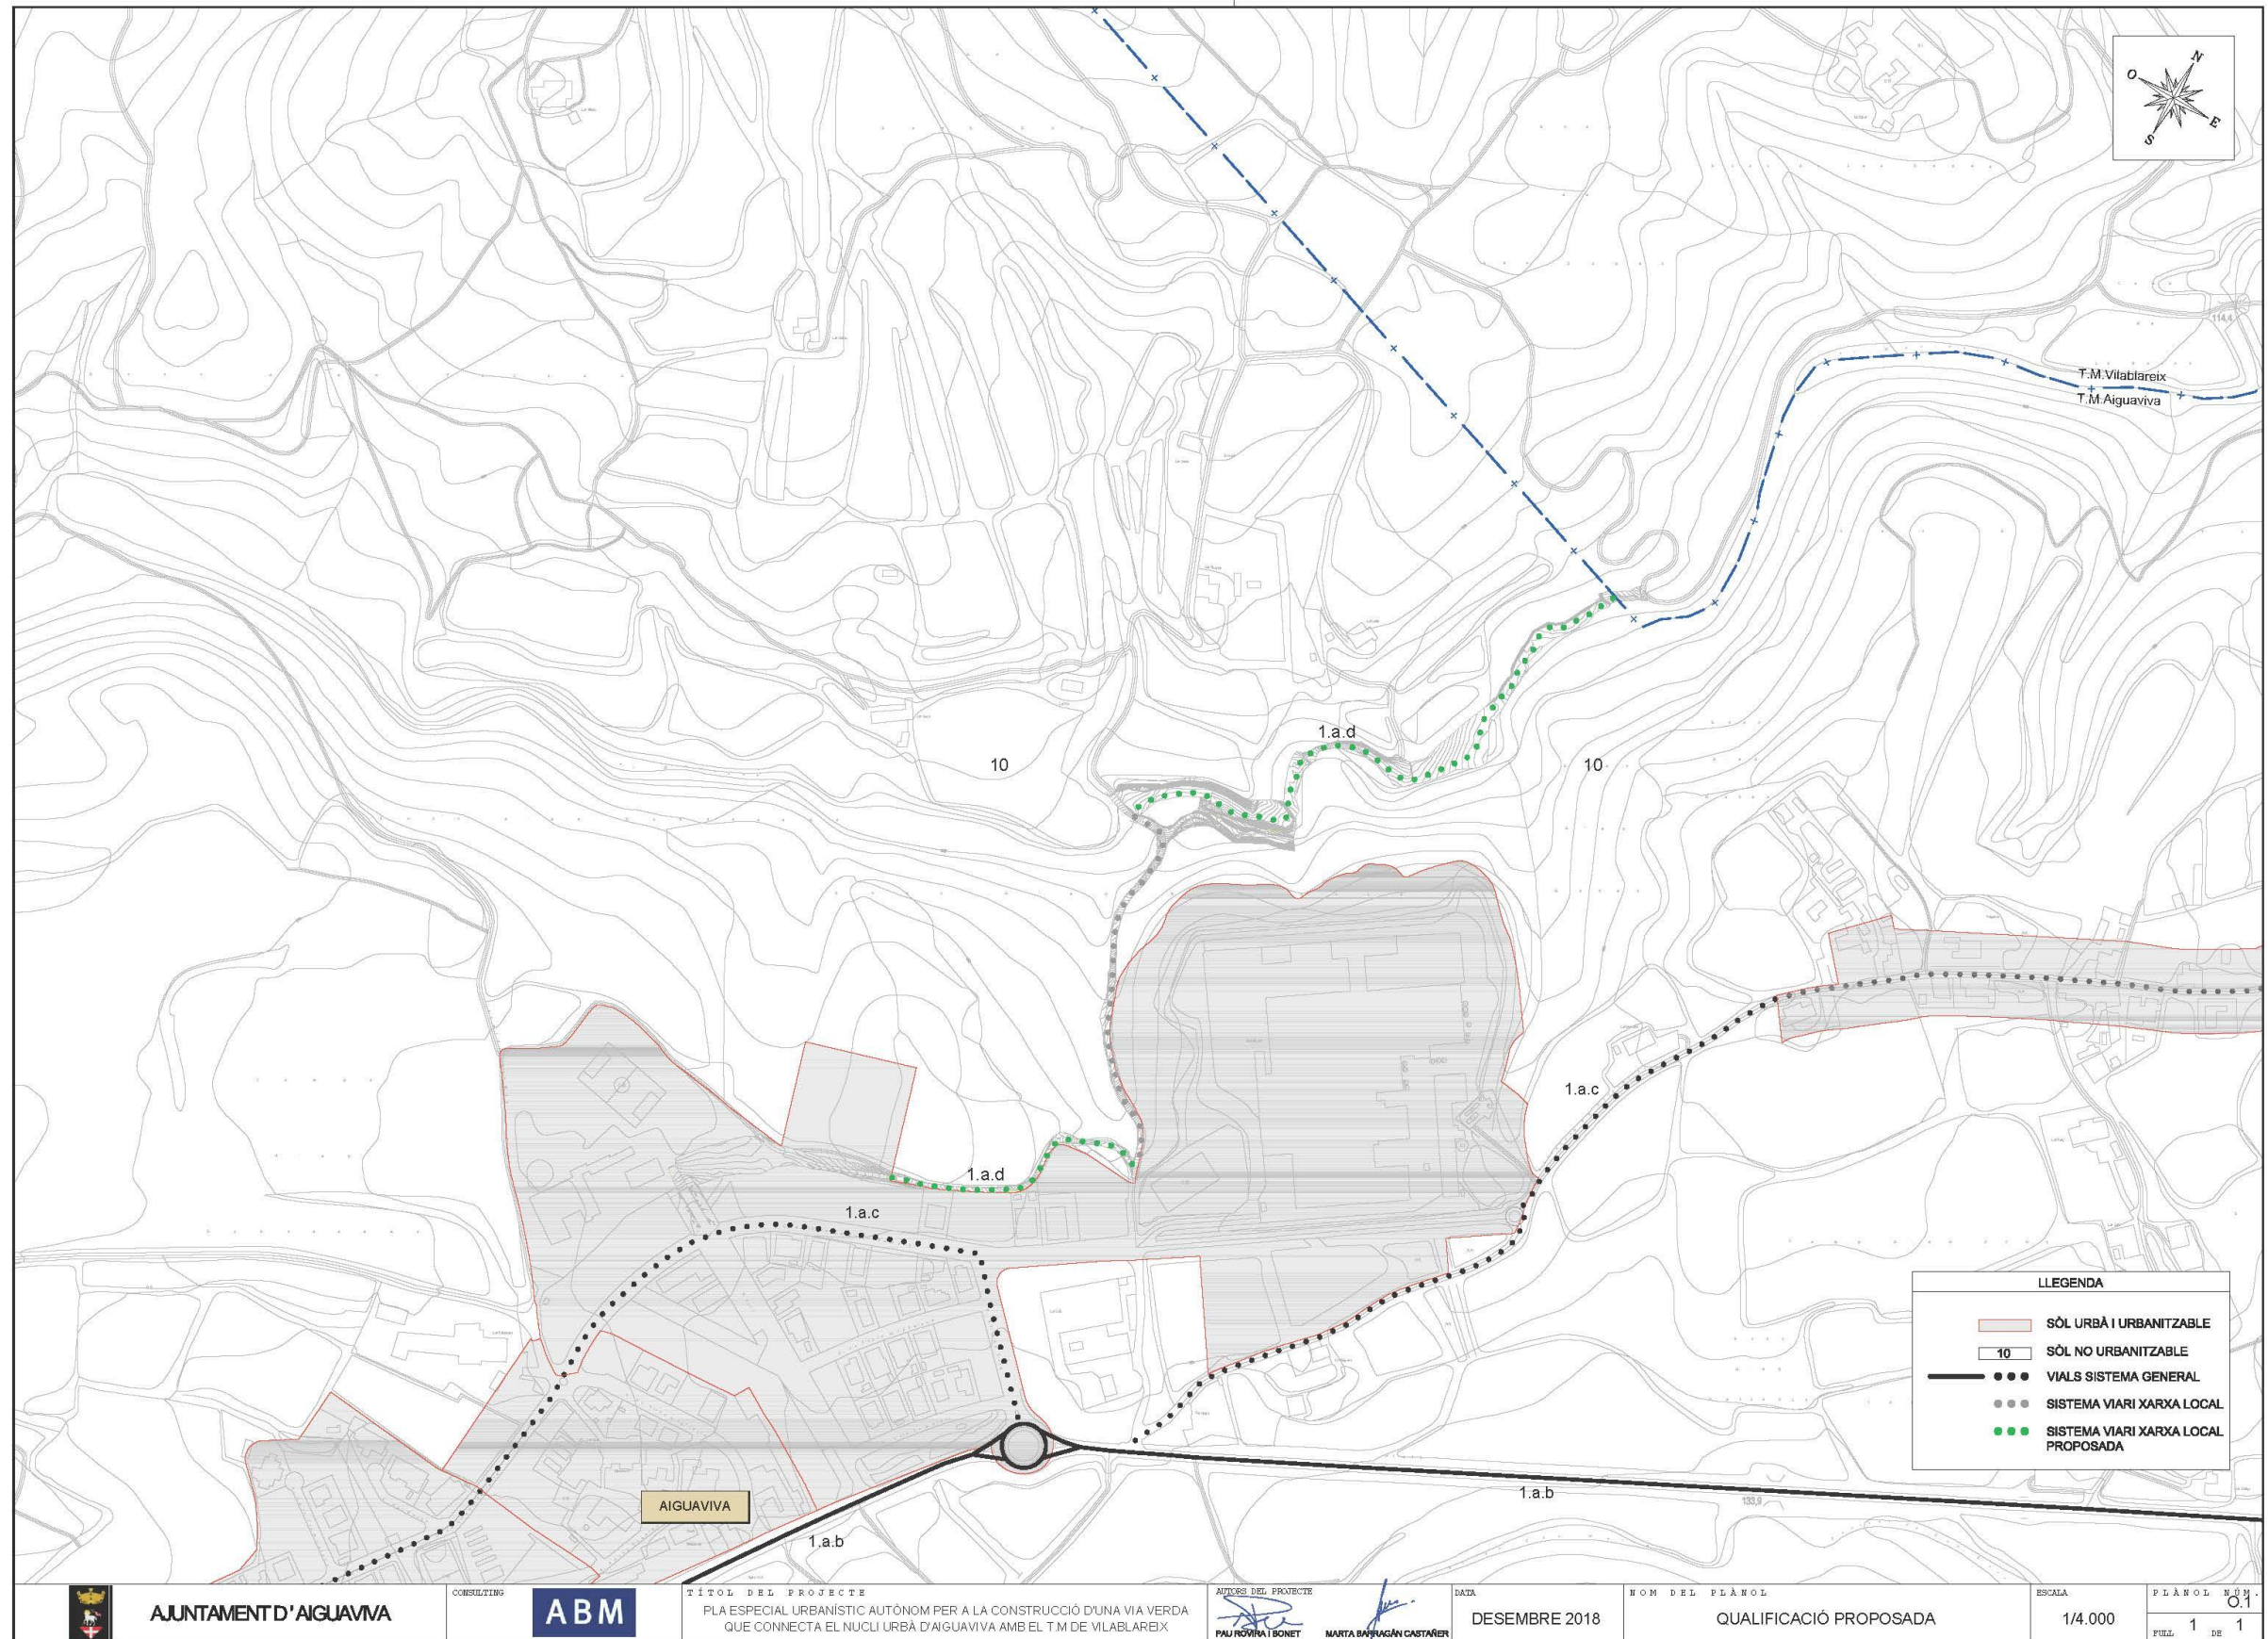 N
O
E
S
114,4
T.M.Vilablareix
T.M.Aiguaviva
1.a.d
10
10
1.a.c
1.a.d
1.a.c
LLEGENDA
SÒL URBÀ I URBANITZABLE
10 SÒL NO URBANITZABLE
VIALS SISTEMA GENERAL
SISTEMA VIARI XARXA LOCAL
SISTEMA VIARI XARXA LOCAL
PROPOSADA
AIGUAVIVA
1.a.b
133,9
1.a.b
AJUNTAMENT D'AIGUAVIVA
CONSULTING
ABM
TÍTOL DEL PROJECTE
PLA ESPECIAL URBANÍSTIC AUTÒNOM PER A LA CONSTRUCCIÓ D'UNA VIA VERDA
QUE CONNECTA EL NUCLI URBÀ D'AIGUAVIVA AMB EL T.M DE VILABLAREIX
AUTORS DEL PROJECTE
PAU ROVIRA I BONET MARTA BARRAGÁN CASTAÑER
DATA
DESEMBRE 2018
NOM DEL PLÀNOL
QUALIFICACIÓ PROPOSADA
ESCALA
1/4.000
PLÀNOL NÚM.
O.1
FULL 1 DE 1